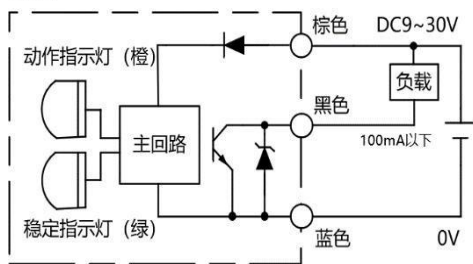 棕色 DC9~30V
动作指示灯（橙）
负载
黑色
主回路
100mA以下
稳定指示灯（绿）
蓝色 0V